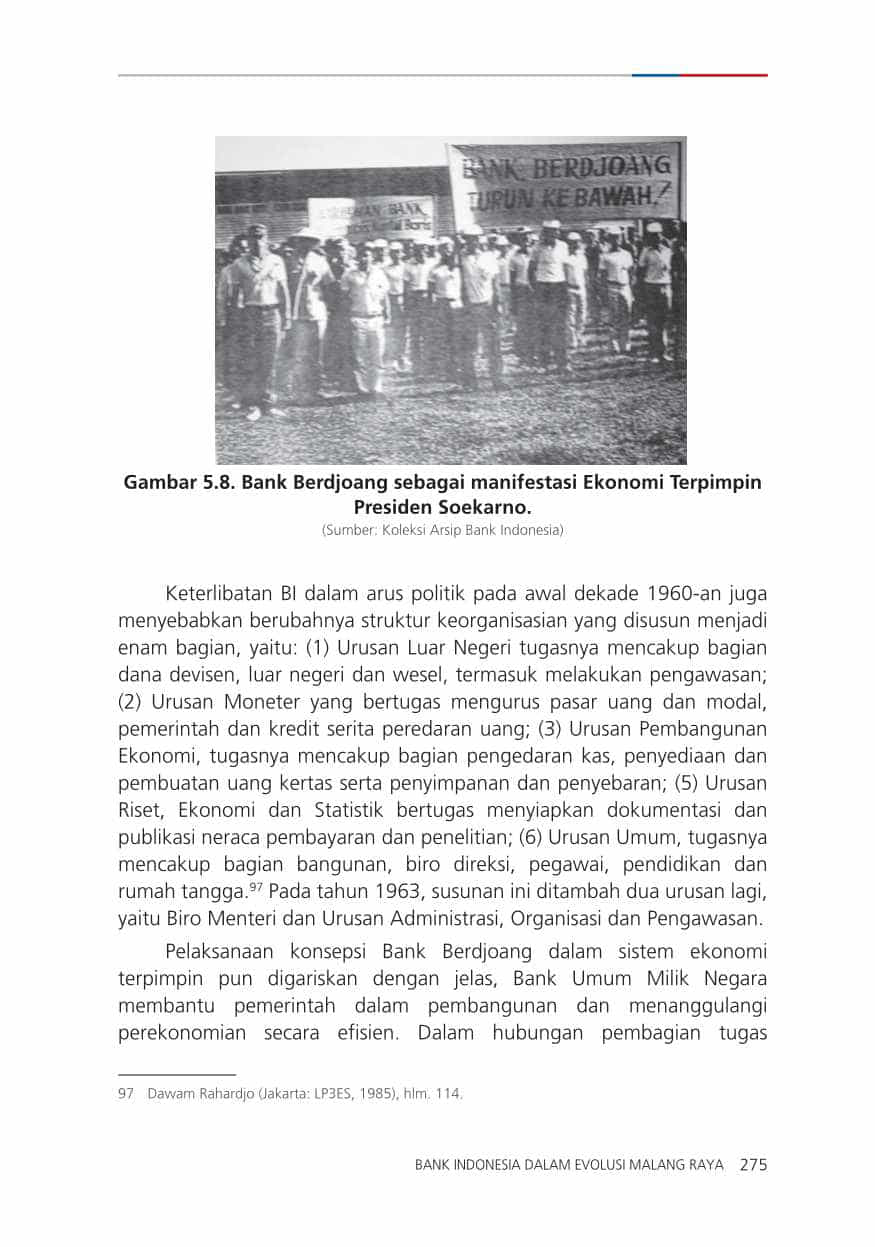 BANK BERDJOANG
TURUN KE BAWAH!
BANK
Gambar 5.8. Bank Berdjoang sebagai manifestasi Ekonomi Terpimpin
Presiden Soekarno.
(Sumber: Koleksi Arsip Bank Indonesia)
Keterlibatan BI dalam arus politik pada awal dekade 1960-an juga
menyebabkan berubahnya struktur keorganisasian yang disusun menjadi
enam bagian, yaitu: (1) Urusan Luar Negeri tugasnya mencakup bagian
dana devisen, luar negeri dan wesel, termasuk melakukan pengawasan;
(2) Urusan Moneter yang bertugas mengurus pasar uang dan modal,
pemerintah dan kredit serita peredaran uang; (3) Urusan Pembangunan
Ekonomi, tugasnya mencakup bagian pengedaran kas, penyediaan dan
pembuatan uang kertas serta penyimpanan dan penyebaran; (5) Urusan
Riset, Ekonomi dan Statistik bertugas menyiapkan dokumentasi dan
publikasi neraca pembayaran dan penelitian; (6) Urusan Umum, tugasnya
mencakup bagian bangunan, biro direksi, pegawai, pendidikan dan
rumah tangga.97 Pada tahun 1963, susunan ini ditambah dua urusan lagi,
yaitu Biro Menteri dan Urusan Administrasi, Organisasi dan Pengawasan.
Pelaksanaan konsepsi Bank Berdjoang dalam sistem ekonomi
terpimpin pun digariskan dengan jelas, Bank Umum Milik Negara
membantu pemerintah dalam pembangunan dan menanggulangi
perekonomian secara efisien. Dalam hubungan pembagian tugas
97 Dawam Rahardjo (Jakarta: LP3ES, 1985), hlm. 114.
BANK INDONESIA DALAM EVOLUSI MALANG RAYA 275